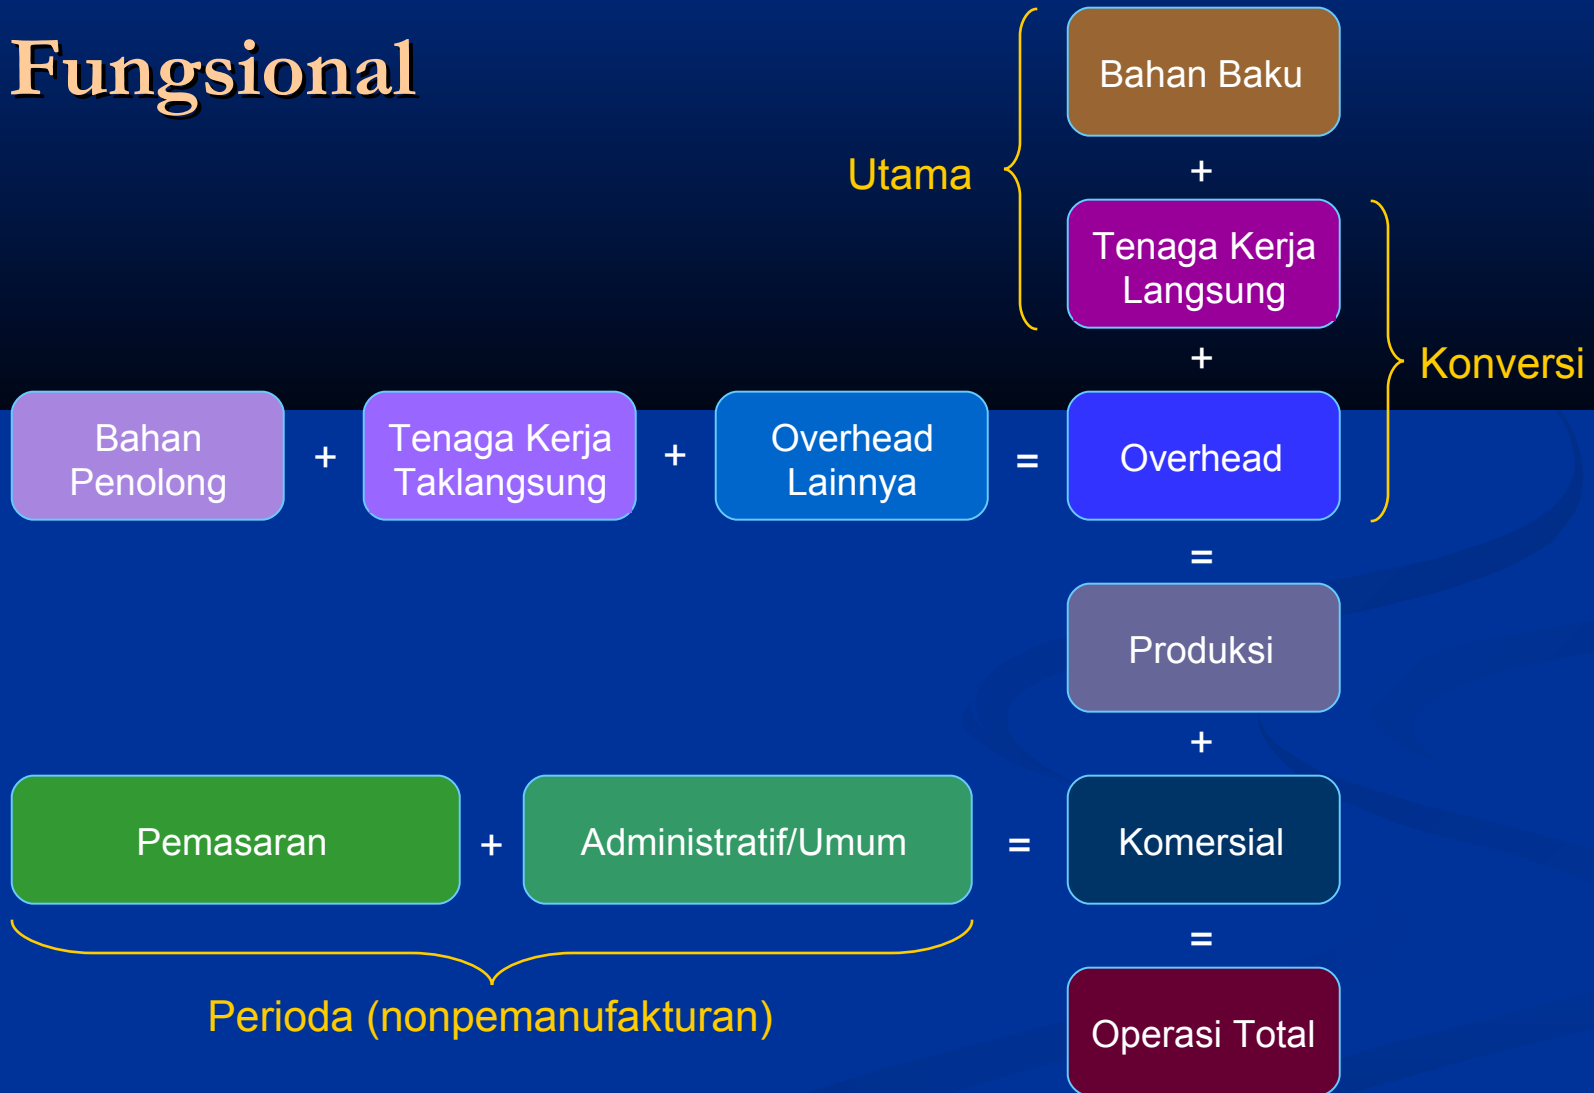 Fungsional
Bahan Baku
Utama
+
Tenaga Kerja
Langsung
+
Konversi
Bahan
Penolong
+
Tenaga Kerja
Taklangsung
+
Overhead
Lainnya
=
Overhead
=
Produksi
+
Pemasaran
+
Administratif/Umum
=
Komersial
=
Perioda (nonpemanufakturan)
Operasi Total